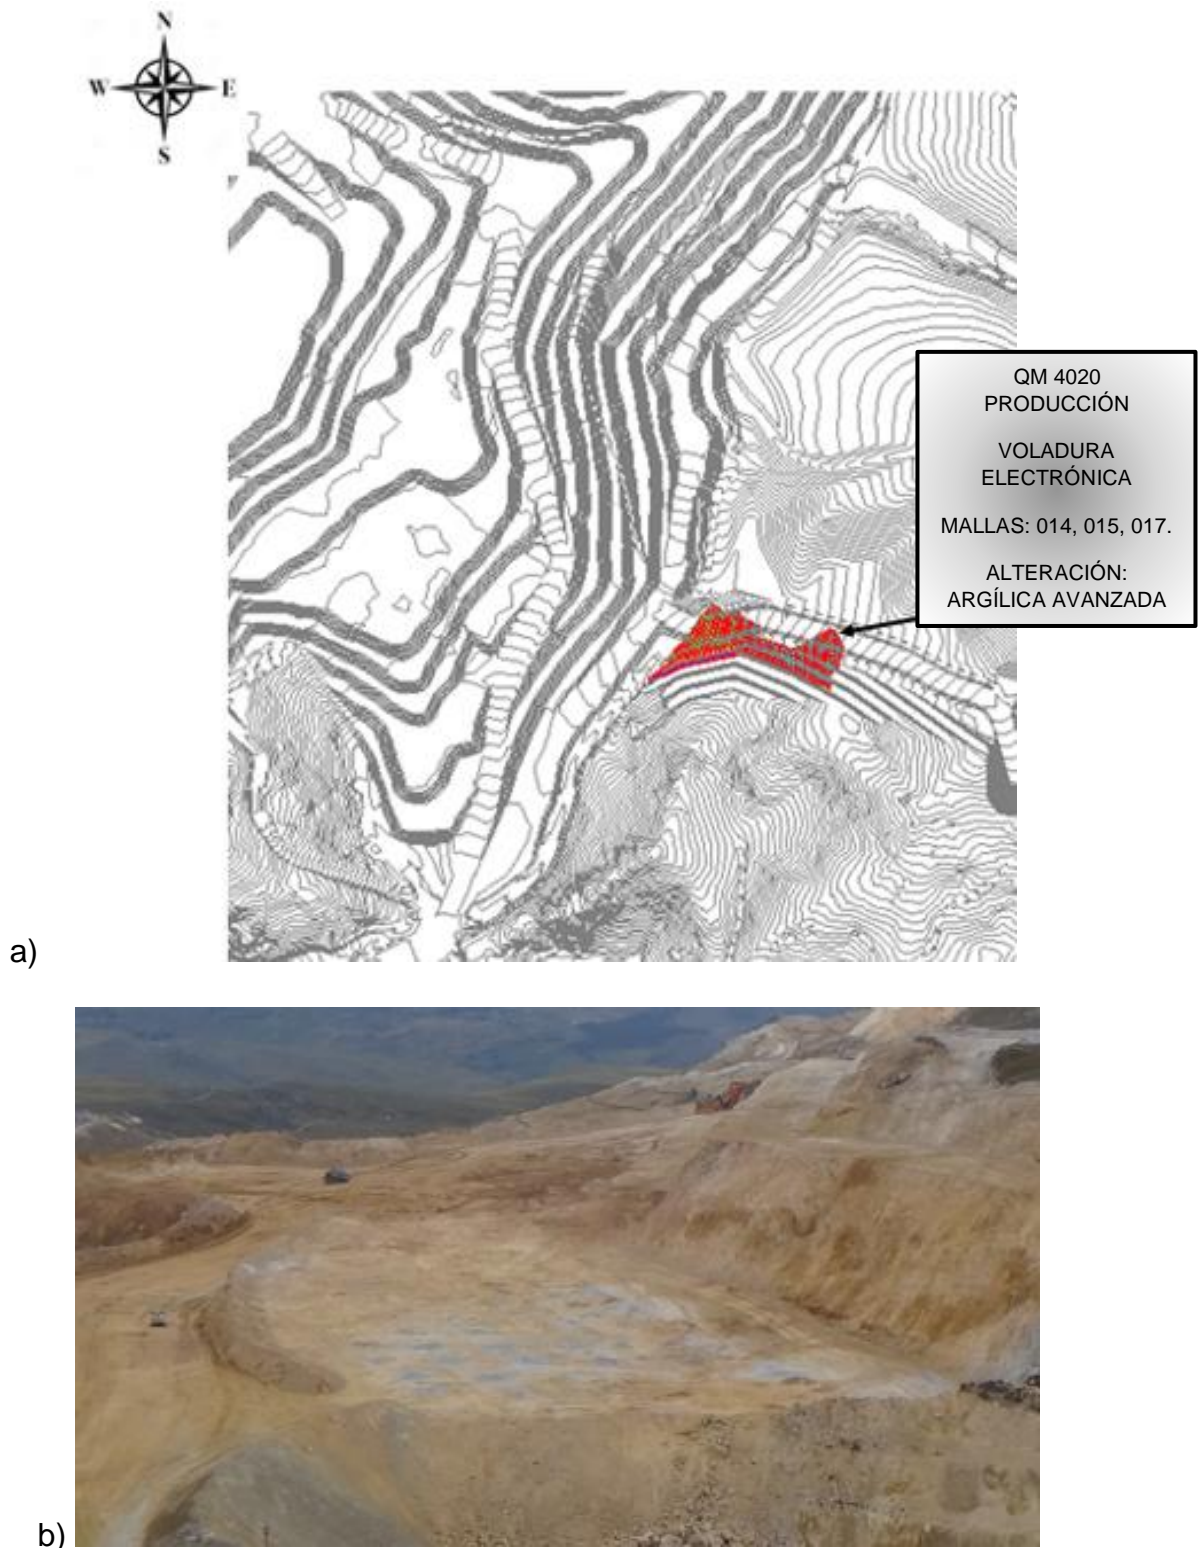 N
W E
S
QM 4020
PRODUCCIÓN
VOLADURA
ELECTRÓNICA
MALLAS: 014, 015, 017.
ALTERACIÓN:
ARGÍLICA AVANZADA
a)
b)